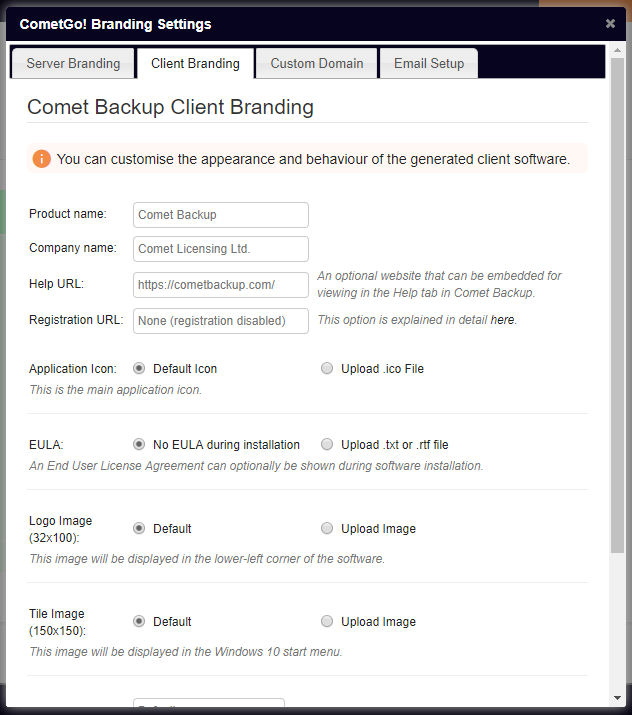 CometGo! Branding Settings
Server Branding Client Branding Custom Domain Email Setup
Comet Backup Client Branding
You can customise the appearance and behaviour of the generated client software.
Product name: Comet Backup
Company name: Comet Licensing Ltd.
Help URL: https://cometbackup.com/ An optional website that can be embedded for
viewing in the Help tab in Comet Backup.
Registration URL: None (registration disabled) This option is explained in detail here.
Application Icon: Default Icon Upload .ico File
This is the main application icon.
EULA: No EULA during installation Upload .txt or .rtf file
An End User License Agreement can optionally be shown during software installation.
Logo Image
(32x100): Default Upload Image
This image will be displayed in the lower-left corner of the software.
Tile Image
(150x150): Default Upload Image
This image will be displayed in the Windows 10 start menu.